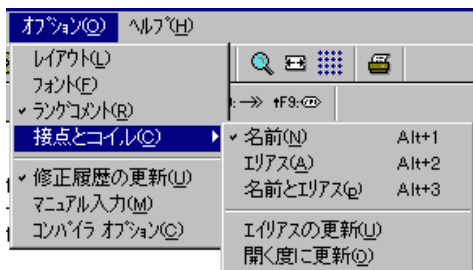 オプション(O) ヘルプ(H)
レイアウト(L)
フォント(F)
ラングコメント(R)
接点とコイル(C)
修正履歴の更新(U)
マニュアル入力(M)
コンパイラ オプション(C)
F9:
名前(N) Alt+1
エリアス(A) Alt+2
名前とエリアス(P) Alt+3
エイリアスの更新(U)
開く度に更新(O)